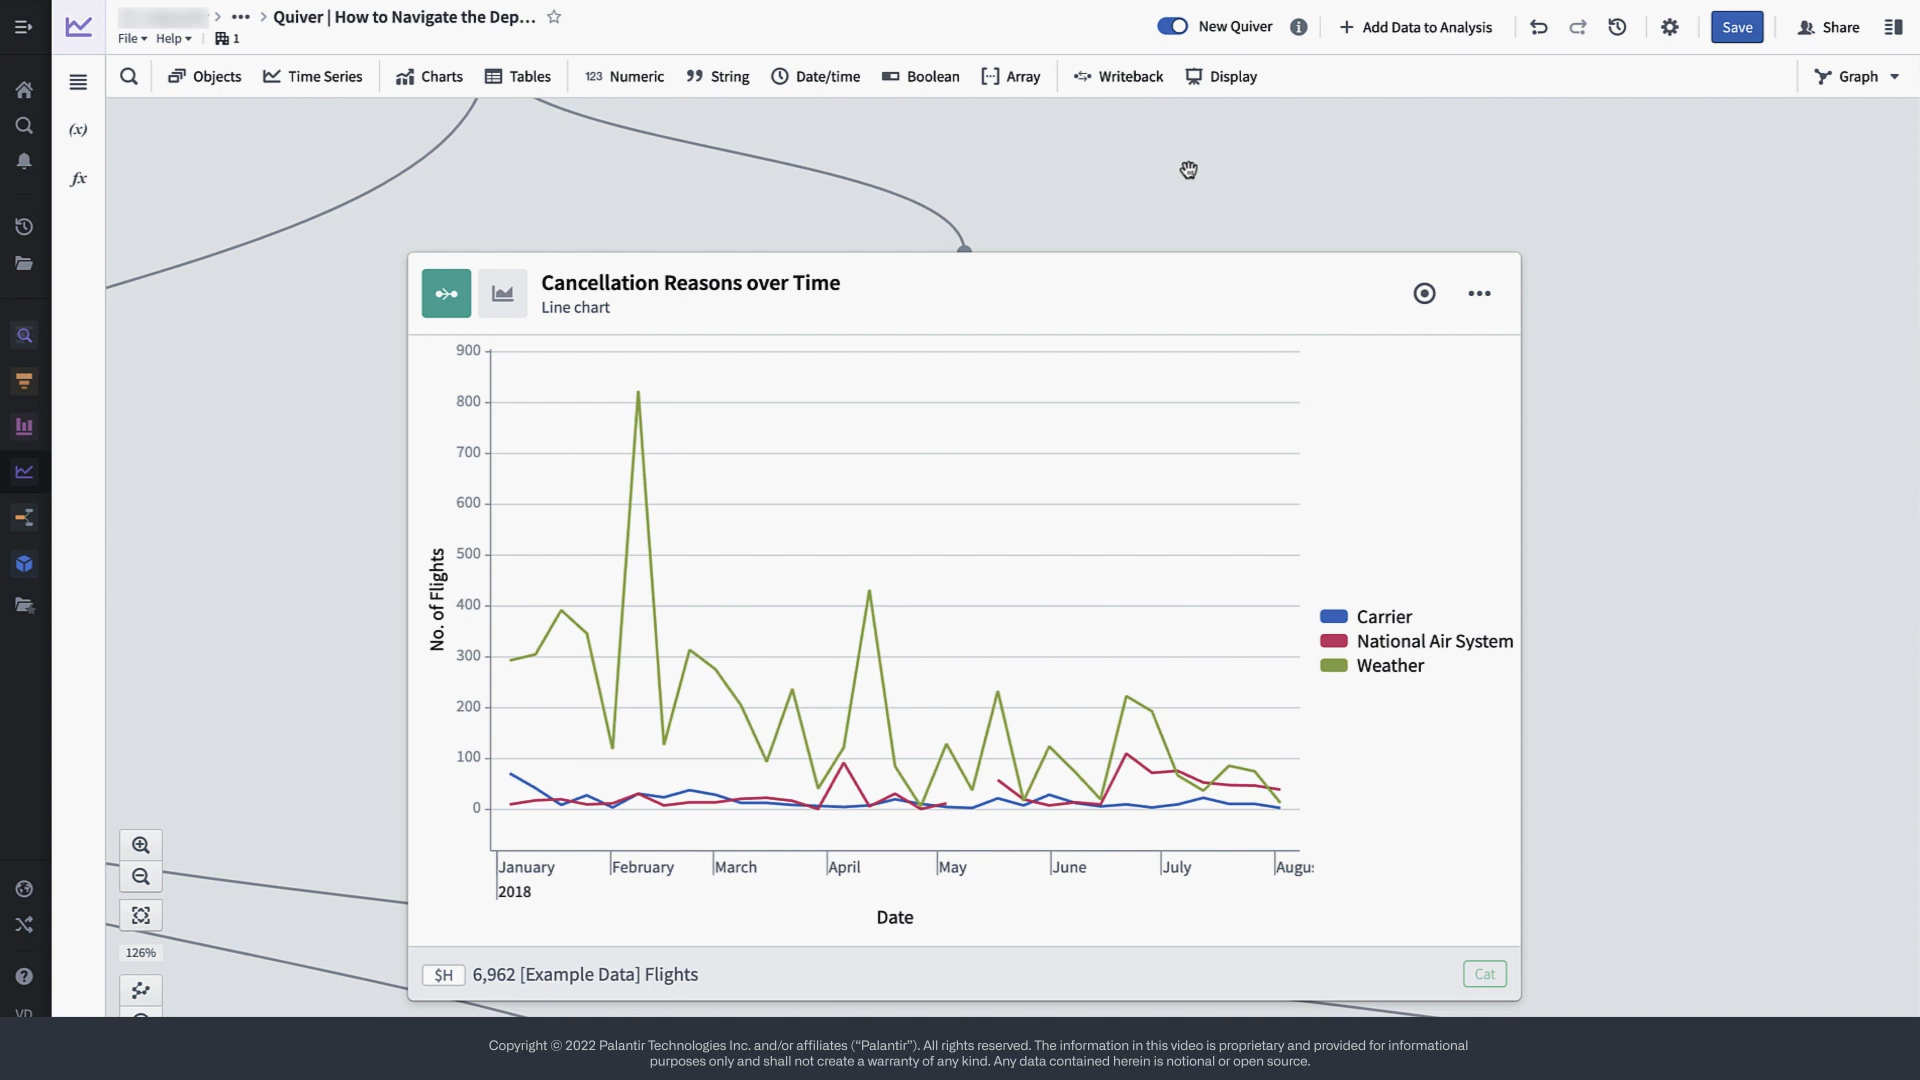 Quiver | How to Navigate the Dep...
File Help 1
New Quiver
Add Data to Analysis
Save
Share
Objects Time Series Charts Tables 123 Numeric String Date/time Boolean Array Writeback Display Graph
(x)
fx
Cancellation Reasons over Time
Line chart
900
800
700
600
500
400
300
200
100
0
No. of Flights
Carrier
National Air System
Weather
January February March April May June July Augus
2018
Date
126%
$H 6,962 [Example Data] Flights
Cat
VD
Copyright © 2022 Palantir Technologies Inc. and/or affiliates (“Palantir”). All rights reserved. The information in this video is proprietary and provided for informational
purposes only and shall not create a warranty of any kind. Any data contained herein is notional or open source.